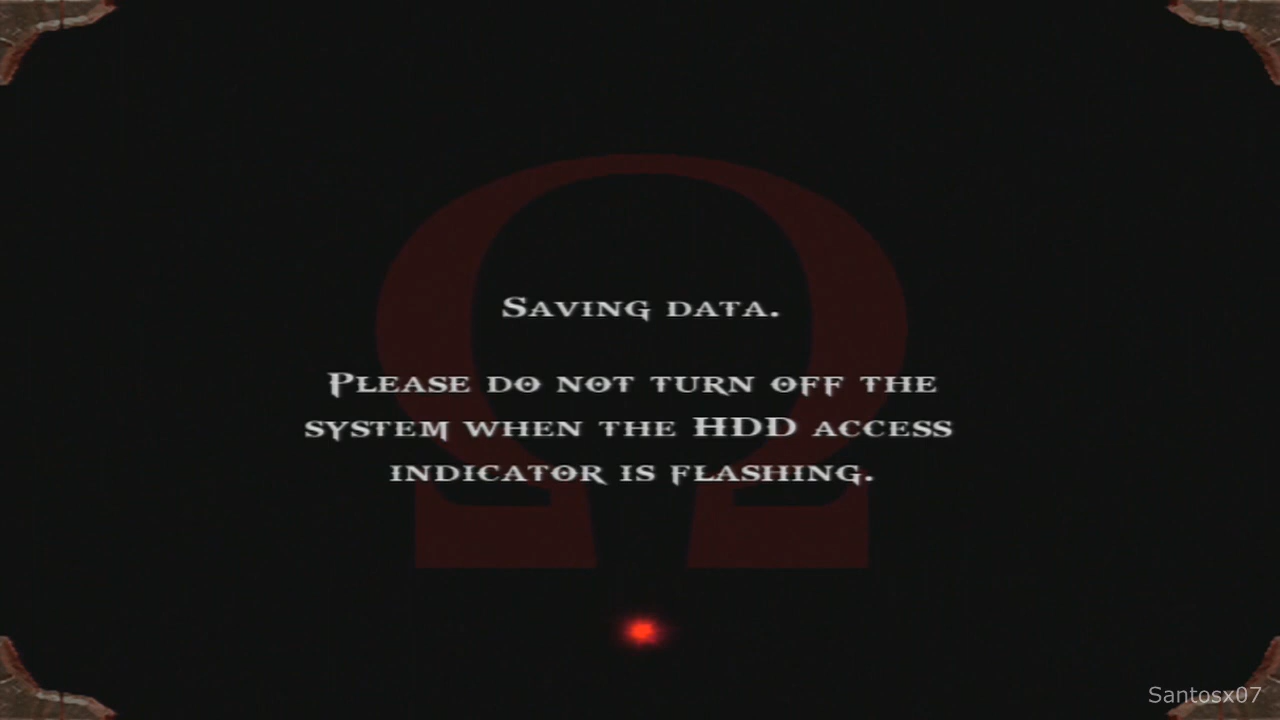 Saving data.
Please do not turn off the
system when the HDD access
indicator is flashing.
Santosx07